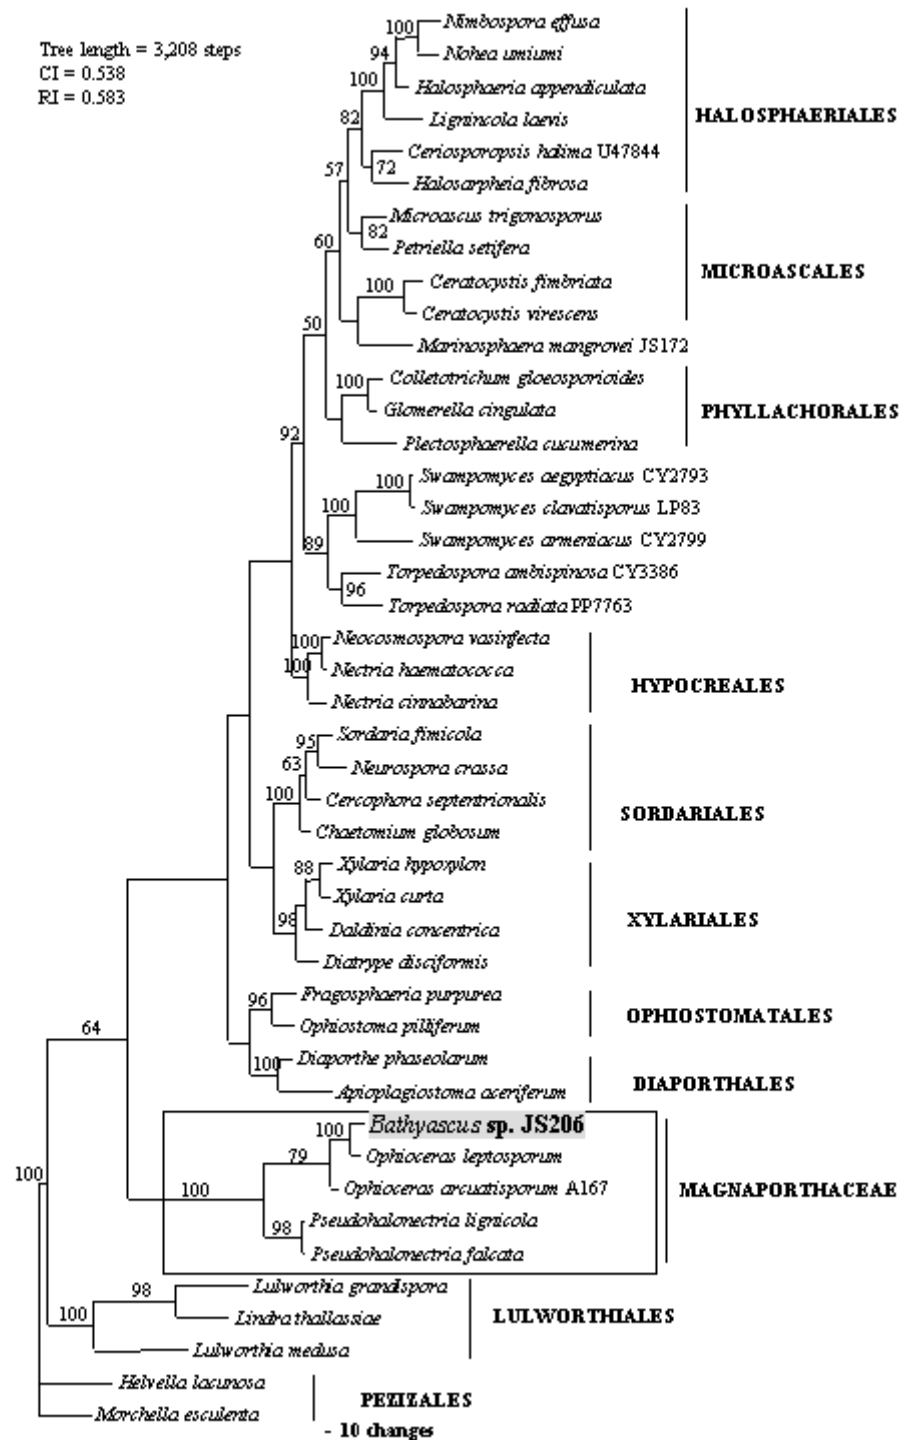 Tree length = 3,208 steps
CI = 0.538
RI = 0.583
100
Nimbospora effusa
94
Nohea umiumi
100
Halosphaeria appendiculata
Lignincola laevis
HALOSPHAERIALES
82
Ceriosporopsis halima U47844
57
72
Halosarpheia fibrosa
Microascus trigonosporus
82
60
Petriella setifera
100
Ceratocystis fimbriata
MICROASCALES
Ceratocystis virescens
50
Marinosphaera mangrovei JS172
100
Colletotrichum gloeosporioides
Glomerella cingulata
PHYLLACHORALES
92
Plectosphaerella cucumerina
100
Swampomyces aegyptiacus CY2793
100
Swampomyces clavatisporus LP83
89
Swampomyces armeniacus CY2799
Torpedospora ambispinosa CY3386
96
Torpedospora radiata PP7763
100
Neocosmospora vasinfecta
100
Nectria haematococca
HYPOCREALES
Nectria cinnabarina
95
Sordaria fimicola
63
Neurospora crassa
100
Cercophora septentrionalis
SORDARIALES
Chaetomium globosum
88
Xylaria hypoxylon
Xylaria curta
98
Daldinia concentrica
XYLARIALES
Diatrype disciformis
96
Fragosphaeria purpurea
Ophiostoma pilliferum
OPHIOSTOMATALES
64
100
Diaporthe phaseolarum
Apioplagiostoma aceriferum
DIAPORTHALES
100
Bathyascus sp. JS206
79
Ophioceras leptosporum
100
100
Ophioceras arcuatisporum A167
MAGNAPORTHACEAE
98
Pseudohalonectria lignicola
Pseudohalonectria falcata
98
Lulworthia grandispora
100
Lindra thallassiae
LULWORTHIALES
Lulworthia medusa
Helvella lacunosa
PEZIZALES
Morchella esculenta
- 10 changes